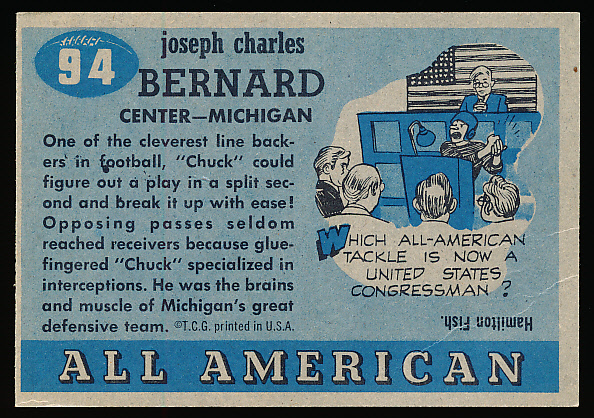 94
joseph charles
BERNARD
CENTER—MICHIGAN
One of the cleverest line back-
ers in football, "Chuck" could
figure out a play in a split sec-
ond and break it up with ease!
Opposing passes seldom
reached receivers because glue-
fingered "Chuck" specialized in
interceptions. He was the brains
and muscle of Michigan's great
defensive team. ©T.C.G. printed in U.S.A.
WHICH ALL-AMERICAN
TACKLE IS NOW A
UNITED STATES
CONGRESSMAN?
Hamilton Fish.
ALL AMERICAN